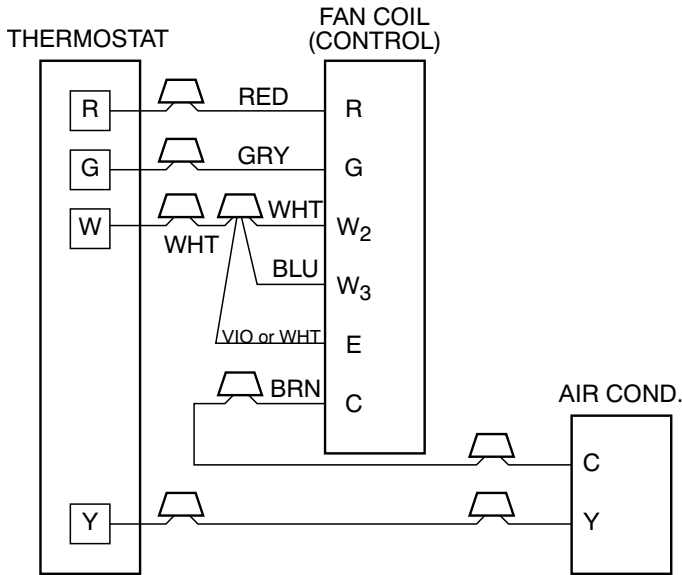 FAN COIL
(CONTROL)
THERMOSTAT
R
RED
R
G
GRY
G
W
WHT
WHT
W2
BLU
W3
VIO or WHT
E
BRN
C
AIR COND.
C
Y
Y